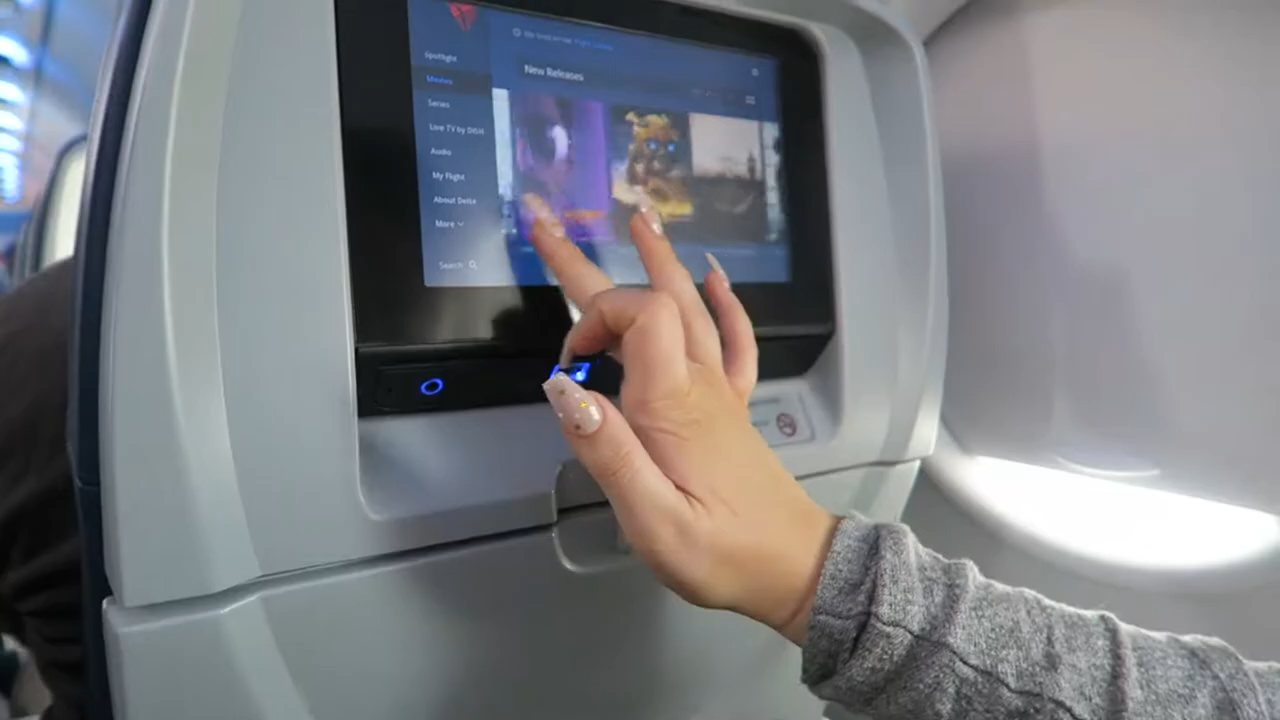 New Releases
Spotlight
Movies
Series
Live TV by DISH
Audio
My Flight
About Delta
More
Search